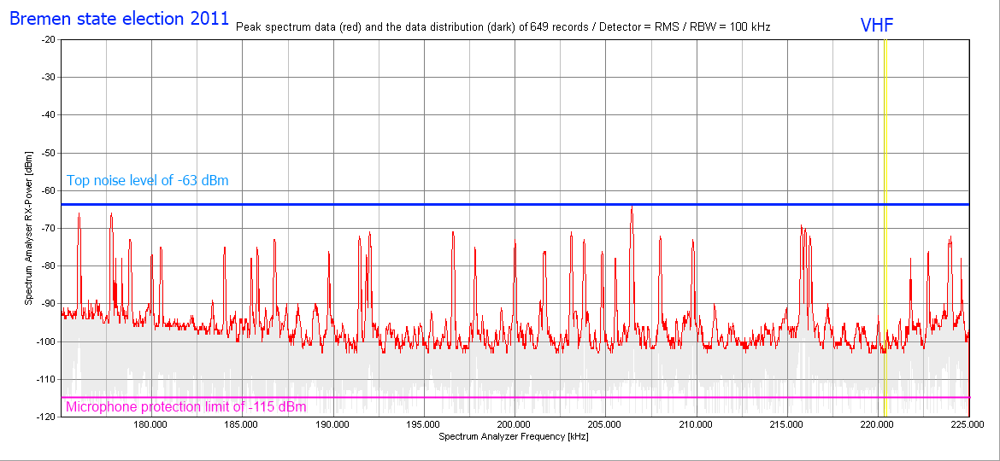 Bremen state election 2011
Peak spectrum data (red) and the data distribution (dark) of 649 records / Detector = RMS / RBW = 100 kHz
VHF
-20
-30
-40
-50
-60
-70
-80
-90
-100
-110
-120
Spectrum Analyser RX-Power [dBm]
Top noise level of -63 dBm
Microphone protection limit of -115 dBm
180.000 185.000 190.000 195.000 200.000 205.000 210.000 215.000 220.000 225.000
Spectrum Analyzer Frequency [kHz]